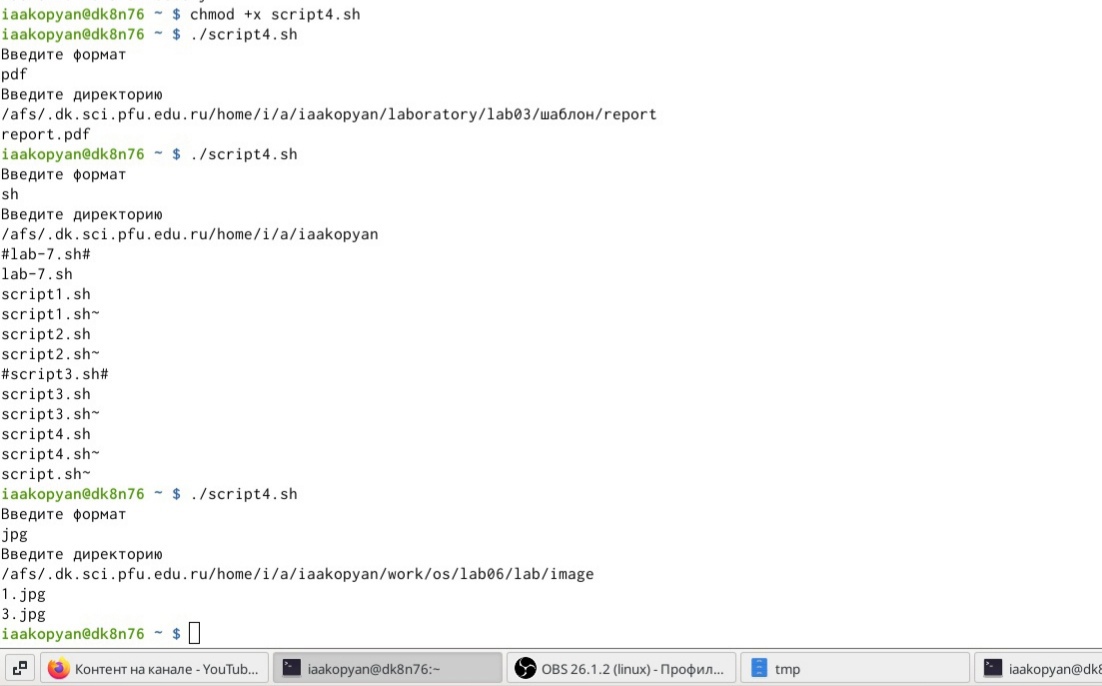 iaakopyan@dk8n76 ~ $ chmod +x script4.sh
iaakopyan@dk8n76 ~ $ ./script4.sh
Введите формат
pdf
Введите директорию
/afs/.dk.sci.pfu.edu.ru/home/i/a/iaakopyan/laboratory/lab03/шаблон/report
report.pdf
iaakopyan@dk8n76 ~ $ ./script4.sh
Введите формат
sh
Введите директорию
/afs/.dk.sci.pfu.edu.ru/home/i/a/iaakopyan
#lab-7.sh#
lab-7.sh
script1.sh
script1.sh~
script2.sh
script2.sh~
#script3.sh#
script3.sh
script3.sh~
script4.sh
script4.sh~
script.sh~
iaakopyan@dk8n76 ~ $ ./script4.sh
Введите формат
jpg
Введите директорию
/afs/.dk.sci.pfu.edu.ru/home/i/a/iaakopyan/work/os/lab06/lab/image
1.jpg
3.jpg
iaakopyan@dk8n76 ~ $
Контент на канале - YouTub... iaakopyan@dk8n76:~ OBS 26.1.2 (linux) - Профил... tmp iaakopyan@dk8